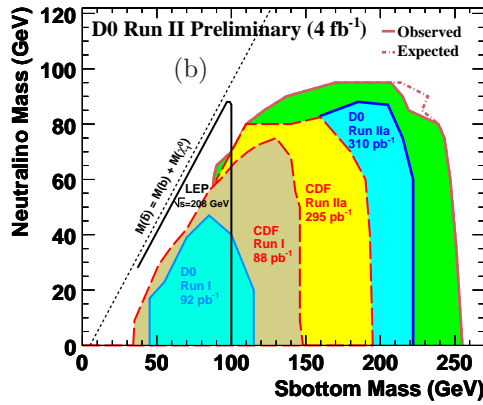 D0 Run II Preliminary (4 fb⁻¹)
Observed
Expected
(b)
M(b̃) = M(b) + M(χ̃⁰₁)
LEP
√s=208 GeV
D0
Run IIa
310 pb⁻¹
CDF
Run IIa
295 pb⁻¹
CDF
Run I
88 pb⁻¹
D0
Run I
92 pb⁻¹
Neutralino Mass (GeV)
120
100
80
60
40
20
0
0 50 100 150 200 250
Sbottom Mass (GeV)